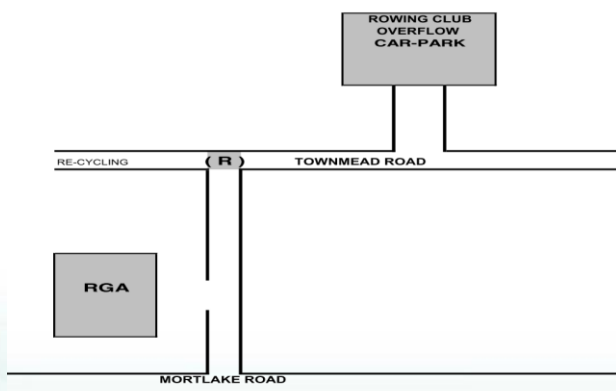 ROWING CLUB
OVERFLOW
CAR-PARK
RE-CYCLING
( R )
TOWNMEAD ROAD
RGA
MORTLAKE ROAD